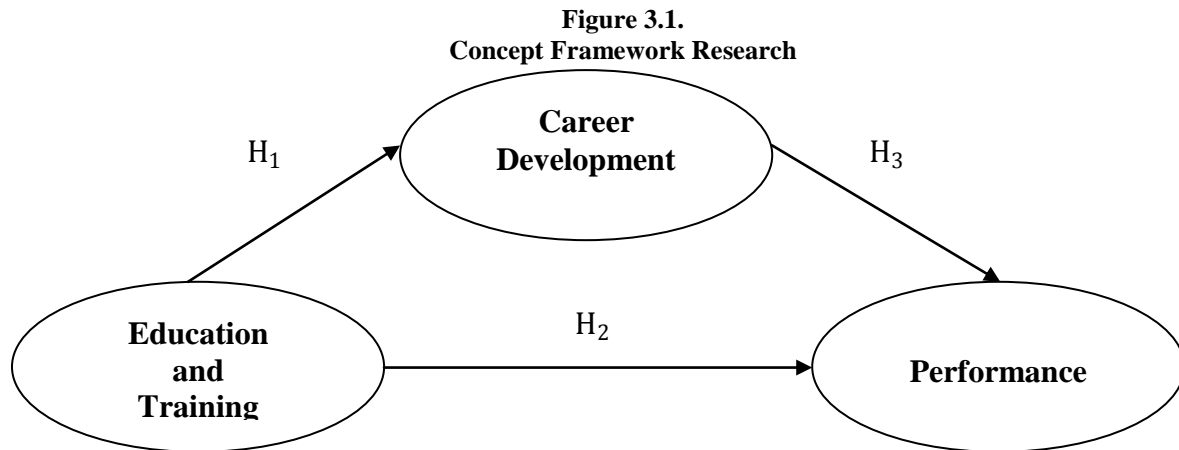 Figure 3.1.
Concept Framework Research
Career
Development
H₁
H₃
H₂
Education
and
Training
Performance